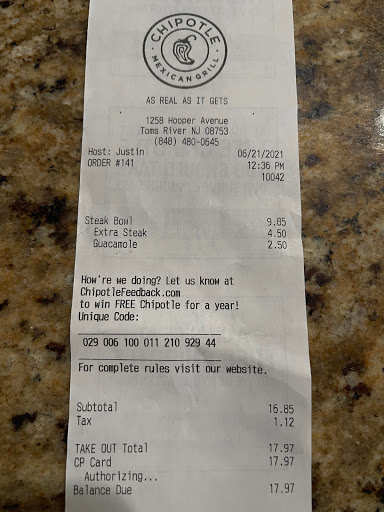 CHIPOTLE
MEXICAN GRILL
AS REAL AS IT GETS
1258 Hooper Avenue
Toms River NJ 08753
(848) 480-0645
Host: Justin 06/21/2021
ORDER #141 12:36 PM
10042
Steak Bowl 9.85
Extra Steak 4.50
Guacamole 2.50
How're we doing? Let us know at
ChipotleFeedback.com
to win FREE Chipotle for a year!
Unique Code:
029 006 100 011 210 929 44
For complete rules visit our website.
Subtotal 16.85
Tax 1.12
TAKE OUT Total 17.97
CP Card 17.97
Authorizing...
Balance Due 17.97